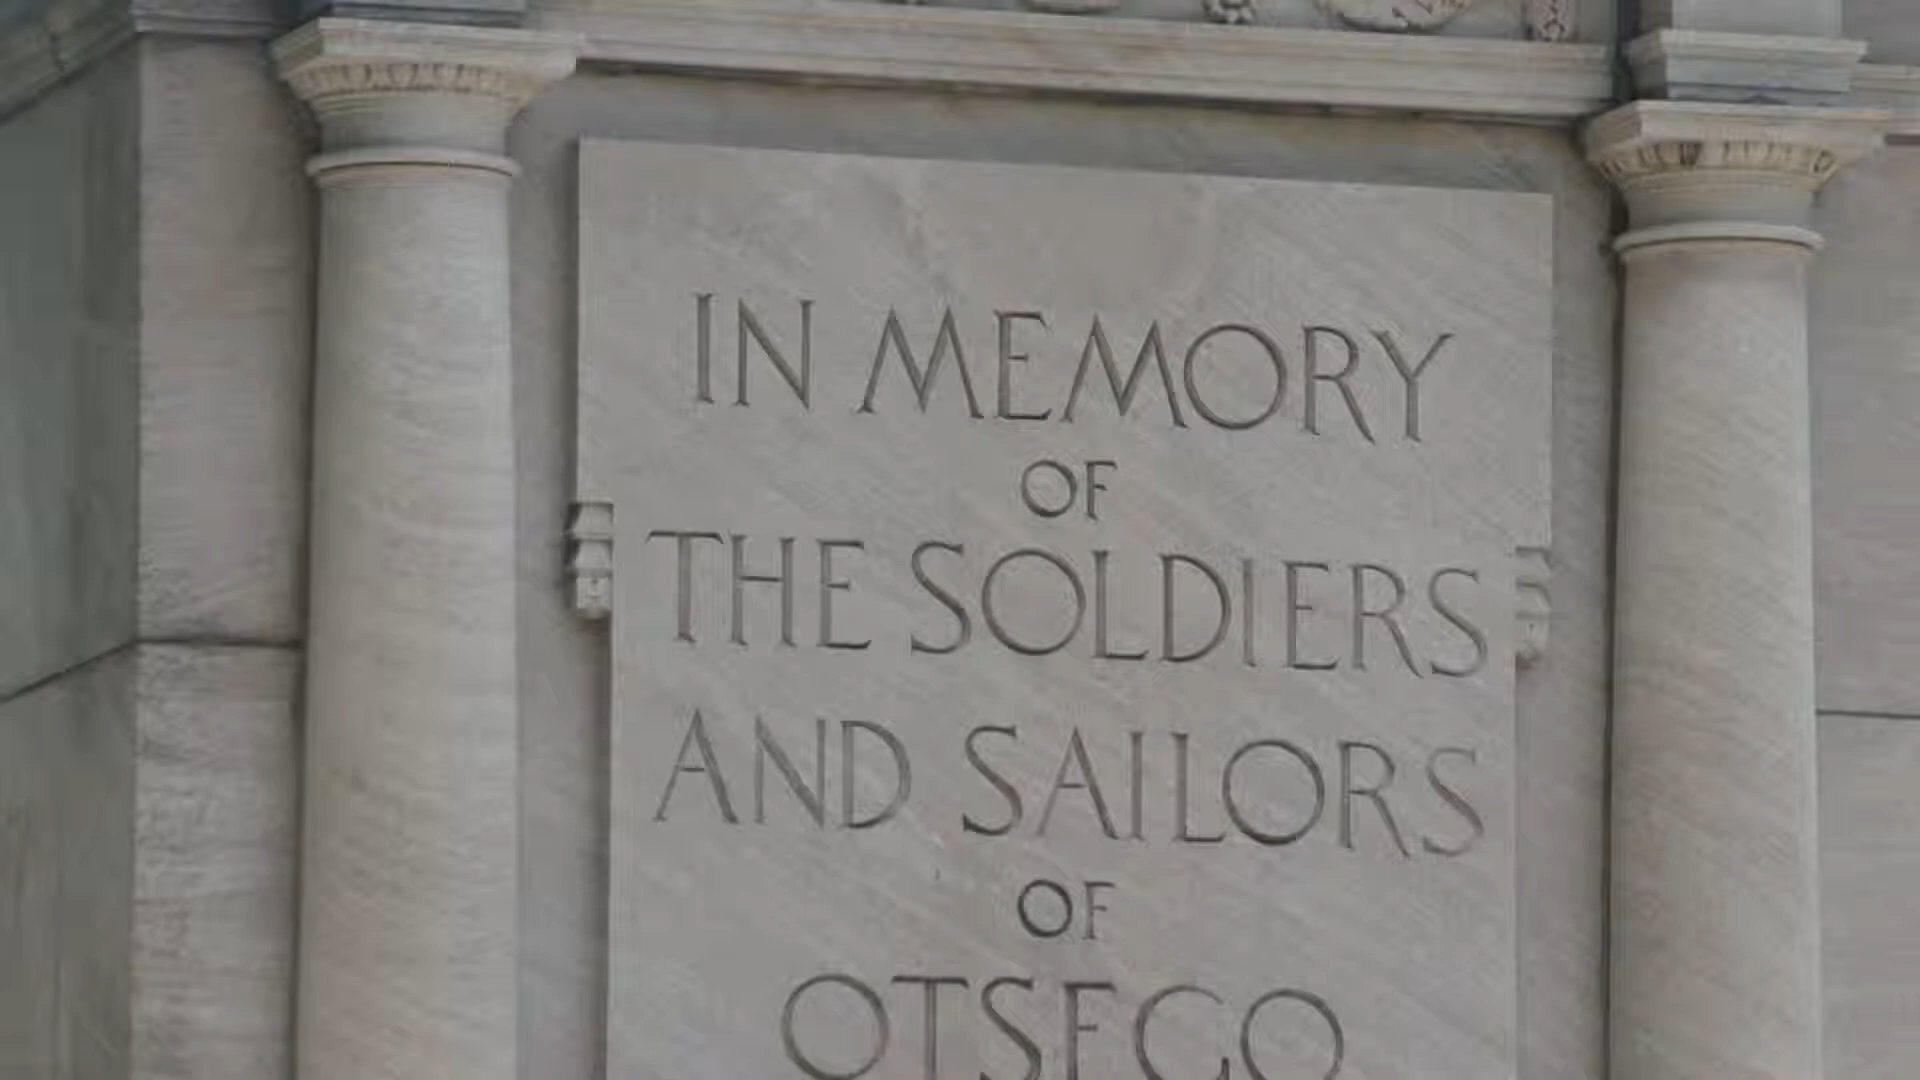 IN MEMORY
OF
THE SOLDIERS
AND SAILORS
OF
OTSEGO